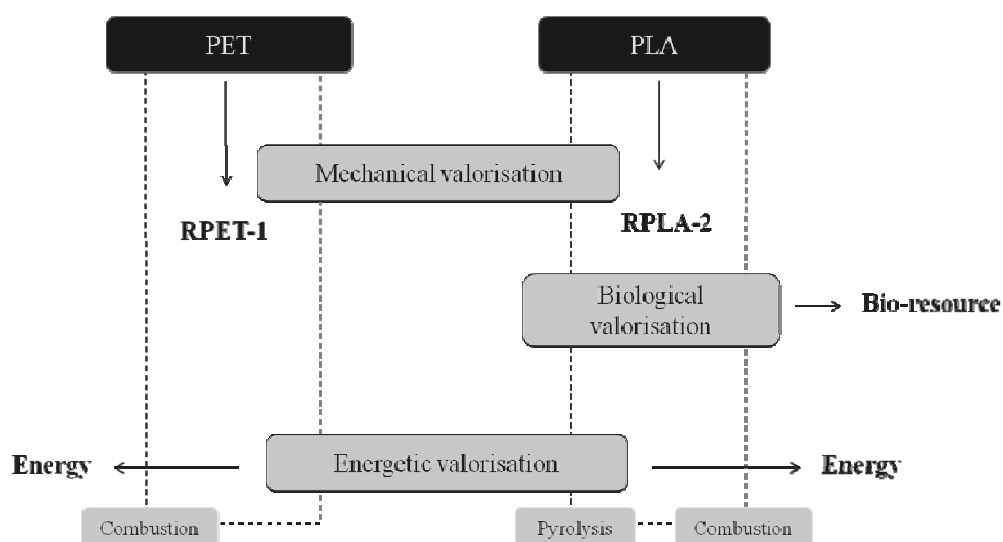 PET
PLA
Mechanical valorisation
RPET-1
RPLA-2
Biological
valorisation
Bio-resource
Energy
Energetic valorisation
Energy
Combustion
Pyrolysis
Combustion